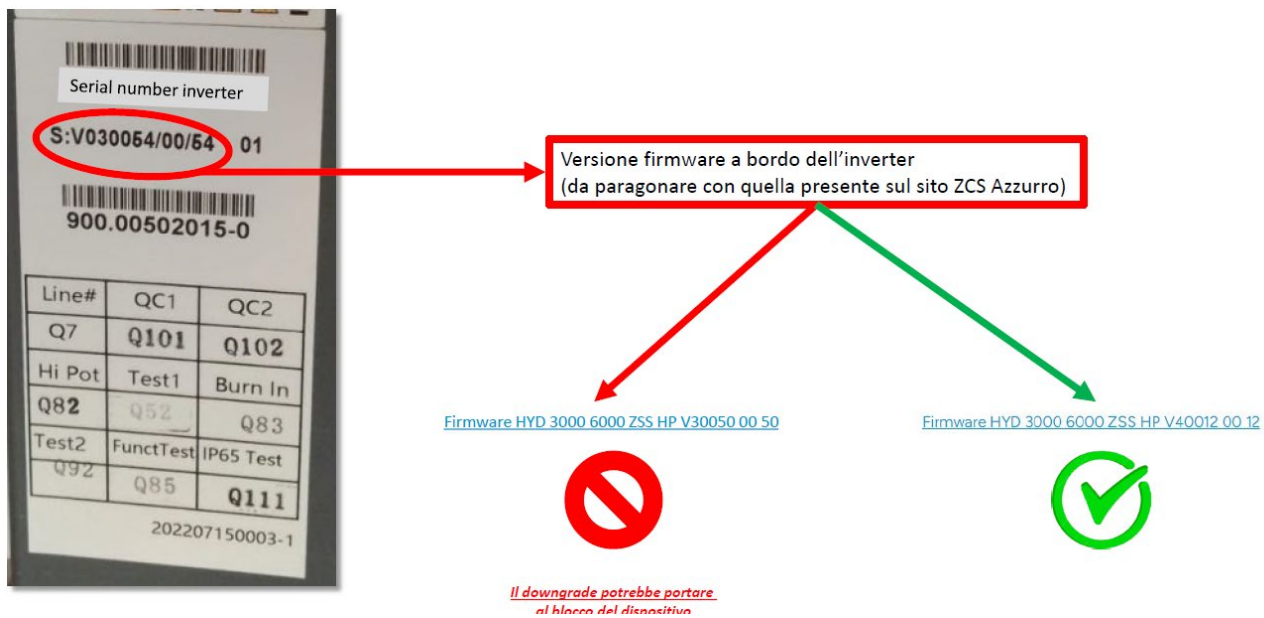 Serial number inverter
S:V030054/00/54 01
900.00502015-0
Line# QC1 QC2
Q7 Q101 Q102
Hi Pot Test1 Burn In
Q82 Q52 Q83
Test2 FunctTest IP65 Test
Q92 Q85 Q111
202207150003-1
Versione firmware a bordo dell'inverter
(da paragonare con quella presente sul sito ZCS Azzurro)
Firmware HYD 3000 6000 ZSS HP V30050 00 50
Firmware HYD 3000 6000 ZSS HP V40012 00 12
Il downgrade potrebbe portare
al blocco del dispositivo